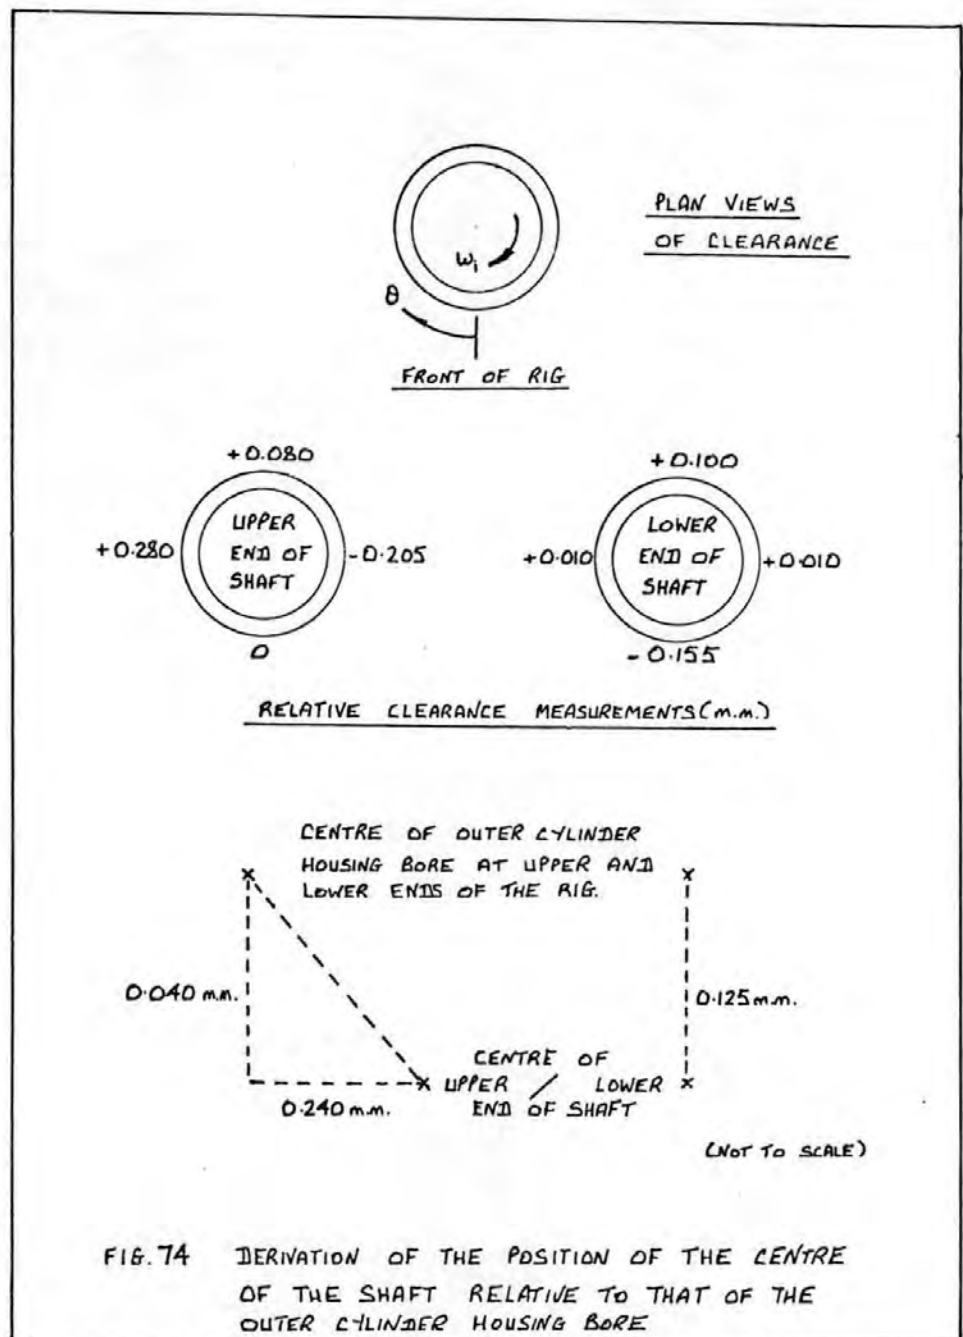 PLAN VIEWS
OF CLEARANCE
ωi
θ
FRONT OF RIG
+0.080
+0.280
UPPER
END OF
SHAFT
-0.205
0
+0.100
+0.010
LOWER
END OF
SHAFT
+0.010
-0.155
RELATIVE CLEARANCE MEASUREMENTS (m.m.)
CENTRE OF OUTER CYLINDER
HOUSING BORE AT UPPER AND
LOWER ENDS OF THE RIG.
0.040 m.m.
0.125 m.m.
0.240 m.m.
CENTRE OF
UPPER / LOWER
END OF SHAFT
(NOT TO SCALE)
FIG. 74 DERIVATION OF THE POSITION OF THE CENTRE
OF THE SHAFT RELATIVE TO THAT OF THE
OUTER CYLINDER HOUSING BORE